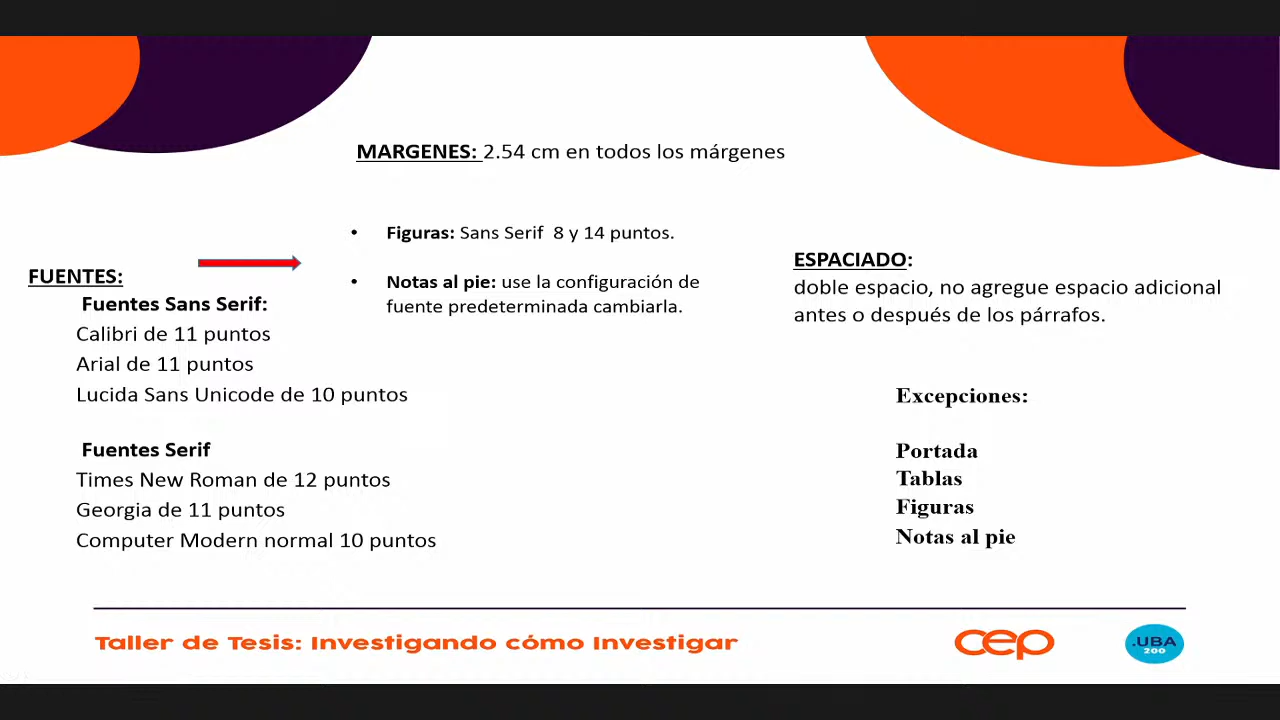 MARGENES: 2.54 cm en todos los márgenes
FUENTES:
Fuentes Sans Serif:
Calibri de 11 puntos
Arial de 11 puntos
Lucida Sans Unicode de 10 puntos
Fuentes Serif
Times New Roman de 12 puntos
Georgia de 11 puntos
Computer Modern normal 10 puntos
• Figuras: Sans Serif 8 y 14 puntos.
• Notas al pie: use la configuración de
fuente predeterminada cambiarla.
ESPACIADO:
doble espacio, no agregue espacio adicional
antes o después de los párrafos.
Excepciones:
Portada
Tablas
Figuras
Notas al pie
Taller de Tesis: Investigando cómo Investigar
cep
.UBA
200